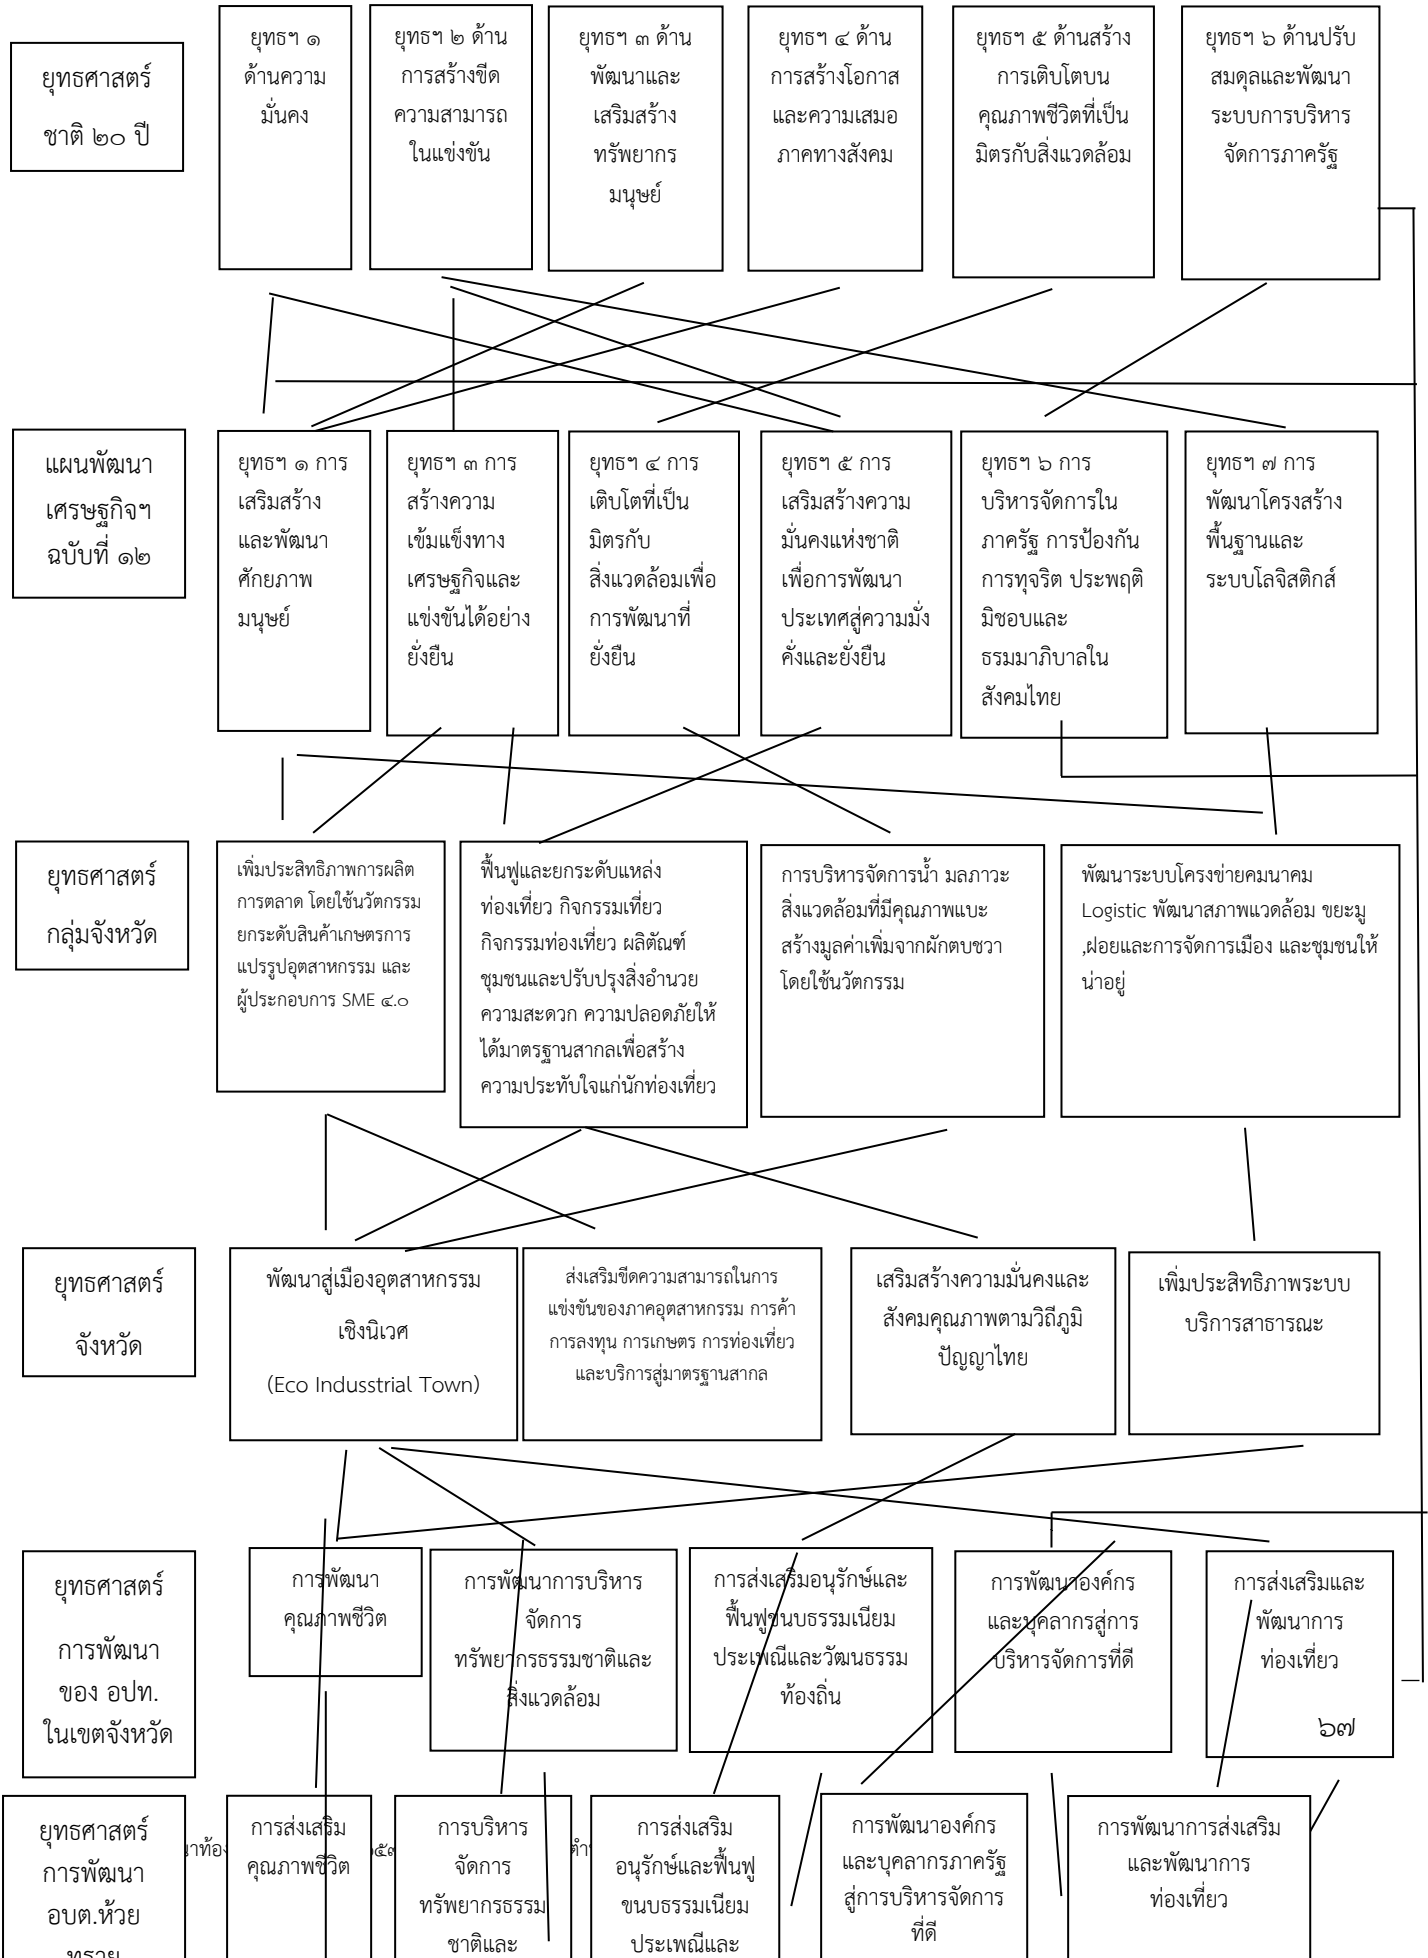 ยุทธศาสตร์
ชาติ ๒๐ ปี
ยุทธฯ ๑
ด้านความ
มั่นคง
ยุทธฯ ๒ ด้าน
การสร้างขีด
ความสามารถ
ในแข่งขัน
ยุทธฯ ๓ ด้าน
พัฒนาและ
เสริมสร้าง
ทรัพยากร
มนุษย์
ยุทธฯ ๔ ด้าน
การสร้างโอกาส
และความเสมอ
ภาคทางสังคม
ยุทธฯ ๕ ด้านสร้าง
การเติบโตบน
คุณภาพชีวิตที่เป็น
มิตรกับสิ่งแวดล้อม
ยุทธฯ ๖ ด้านปรับ
สมดุลและพัฒนา
ระบบการบริหาร
จัดการภาครัฐ
แผนพัฒนา
เศรษฐกิจฯ
ฉบับที่ ๑๒
ยุทธฯ ๑ การ
เสริมสร้าง
และพัฒนา
ศักยภาพ
มนุษย์
ยุทธฯ ๓ การ
สร้างความ
เข้มแข็งทาง
เศรษฐกิจและ
แข่งขันได้อย่าง
ยั่งยืน
ยุทธฯ ๔ การ
เติบโตที่เป็น
มิตรกับ
สิ่งแวดล้อมเพื่อ
การพัฒนาที่
ยั่งยืน
ยุทธฯ ๕ การ
เสริมสร้างความ
มั่นคงแห่งชาติ
เพื่อการพัฒนา
ประเทศสู่ความมั่ง
คั่งและยั่งยืน
ยุทธฯ ๖ การ
บริหารจัดการใน
ภาครัฐ การป้องกัน
การทุจริต ประพฤติ
มิชอบและ
ธรรมาภิบาลใน
สังคมไทย
ยุทธฯ ๗ การ
พัฒนาโครงสร้าง
พื้นฐานและ
ระบบโลจิสติกส์
ยุทธศาสตร์
กลุ่มจังหวัด
เพิ่มประสิทธิภาพการผลิต
การตลาด โดยใช้วัตกรรม
ยกระดับสินค้าเกษตรการ
แปรรูปอุตสาหกรรม และ
ผู้ประกอบการ SME ๔.๐
ฟื้นฟูและยกระดับแหล่ง
ท่องเที่ยว กิจกรรมเที่ยว
กิจกรรมท่องเที่ยว ผลิตัณฑ์
ชุมชนและปรับปรุงสิ่งอำนวย
ความสะดวก ความปลอดภัยให้
ได้มาตรฐานสากลเพื่อสร้าง
ความประทับใจแก่นักท่องเที่ยว
การบริหารจัดการน้ำ มลภาวะ
สิ่งแวดล้อมที่มีคุณภาพแบะ
สร้างมูลค่าเพิ่มจากผักตบชวา
โดยใช้นวัตกรรม
พัฒนาระบบโครงข่ายคมนาคม
Logistic พัฒนาสภาพแวดล้อม ขยะมู
,ฝอยและการจัดการเมือง และชุมชนให้
น่าอยู่
ยุทธศาสตร์
จังหวัด
พัฒนาสู่เมืองอุตสาหกรรม
เชิงนิเวศ
(Eco Indusstrial Town)
ส่งเสริมขีดความสามารถในการ
แข่งขันของภาคอุตสาหกรรม การค้า
การลงทุน การเกษตร การท่องเที่ยว
และบริการสู่มาตรฐานสากล
เสริมสร้างความมั่นคงและ
สังคมคุณภาพตามวิถีภูมิ
ปัญญาไทย
เพิ่มประสิทธิภาพระบบ
บริการสาธารณะ
ยุทธศาสตร์
การพัฒนา
ของ อปท.
ในเขตจังหวัด
การพัฒนา
คุณภาพชีวิต
การพัฒนาการบริหาร
จัดการ
ทรัพยากรธรรมชาติและ
สิ่งแวดล้อม
การส่งเสริมอนุรักษ์และ
ฟื้นฟูขนบธรรมเนียม
ประเพณีและวัฒนธรรม
ท้องถิ่น
การพัฒนาองค์กร
และบุคลากรสู่การ
บริหารจัดการที่ดี
การส่งเสริมและ
พัฒนาการ
ท่องเที่ยว
๖๗
ยุทธศาสตร์
การพัฒนา
อบต.ห้วย
ทราย
การส่งเสริม
คุณภาพชีวิต
การบริหาร
จัดการ
ทรัพยากรธรรม
ชาติและ
การส่งเสริม
อนุรักษ์และฟื้นฟู
ขนบธรรมเนียม
ประเพณีและ
การพัฒนาองค์กร
และบุคลากรภาครัฐ
สู่การบริหารจัดการ
ที่ดี
การพัฒนาการส่งเสริม
และพัฒนาการ
ท่องเที่ยว